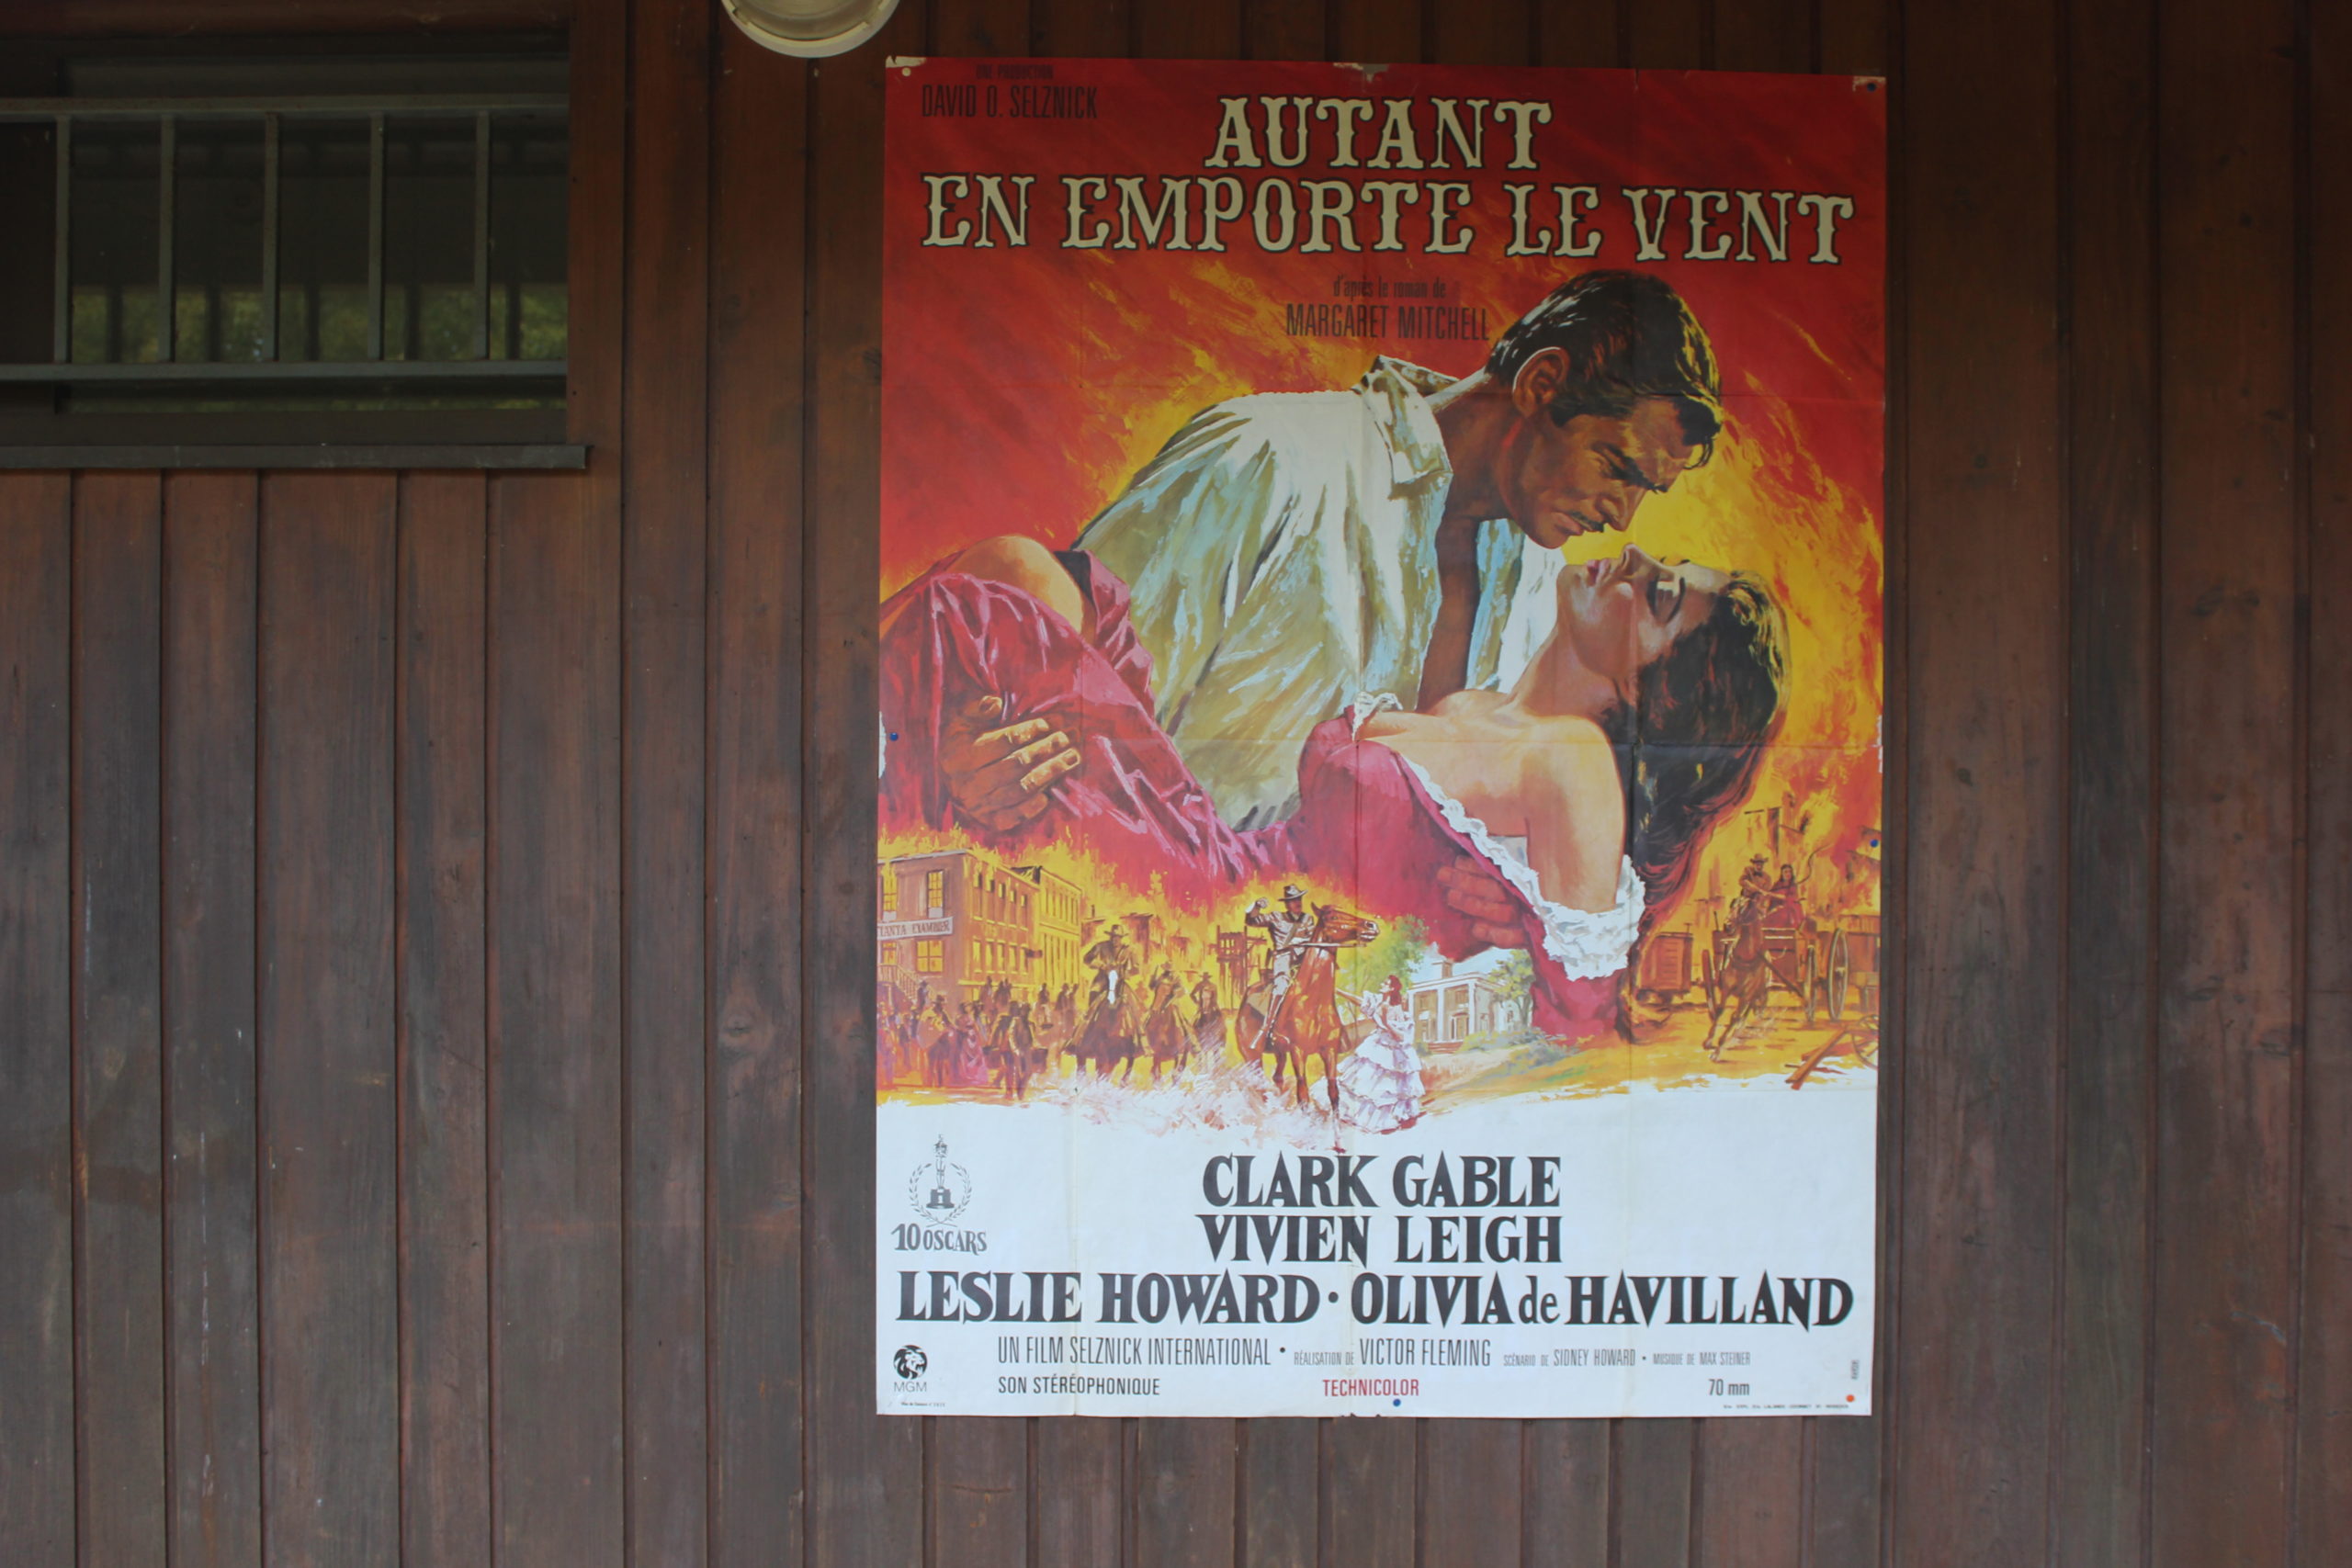 UNE PRODUCTION
DAVID O. SELZNICK
AUTANT
EN EMPORTE LE VENT
d'après le roman de
MARGARET MITCHELL
EXAMINER
10 OSCARS
CLARK GABLE
VIVIEN LEIGH
LESLIE HOWARD • OLIVIA de HAVILLAND
UN FILM SELZNICK INTERNATIONAL • RÉALISATION DE VICTOR FLEMING SCÉNARIO DE SIDNEY HOWARD • MUSIQUE DE MAX STEINER
MGM
SON STÉRÉOPHONIQUE TECHNICOLOR 70 mm